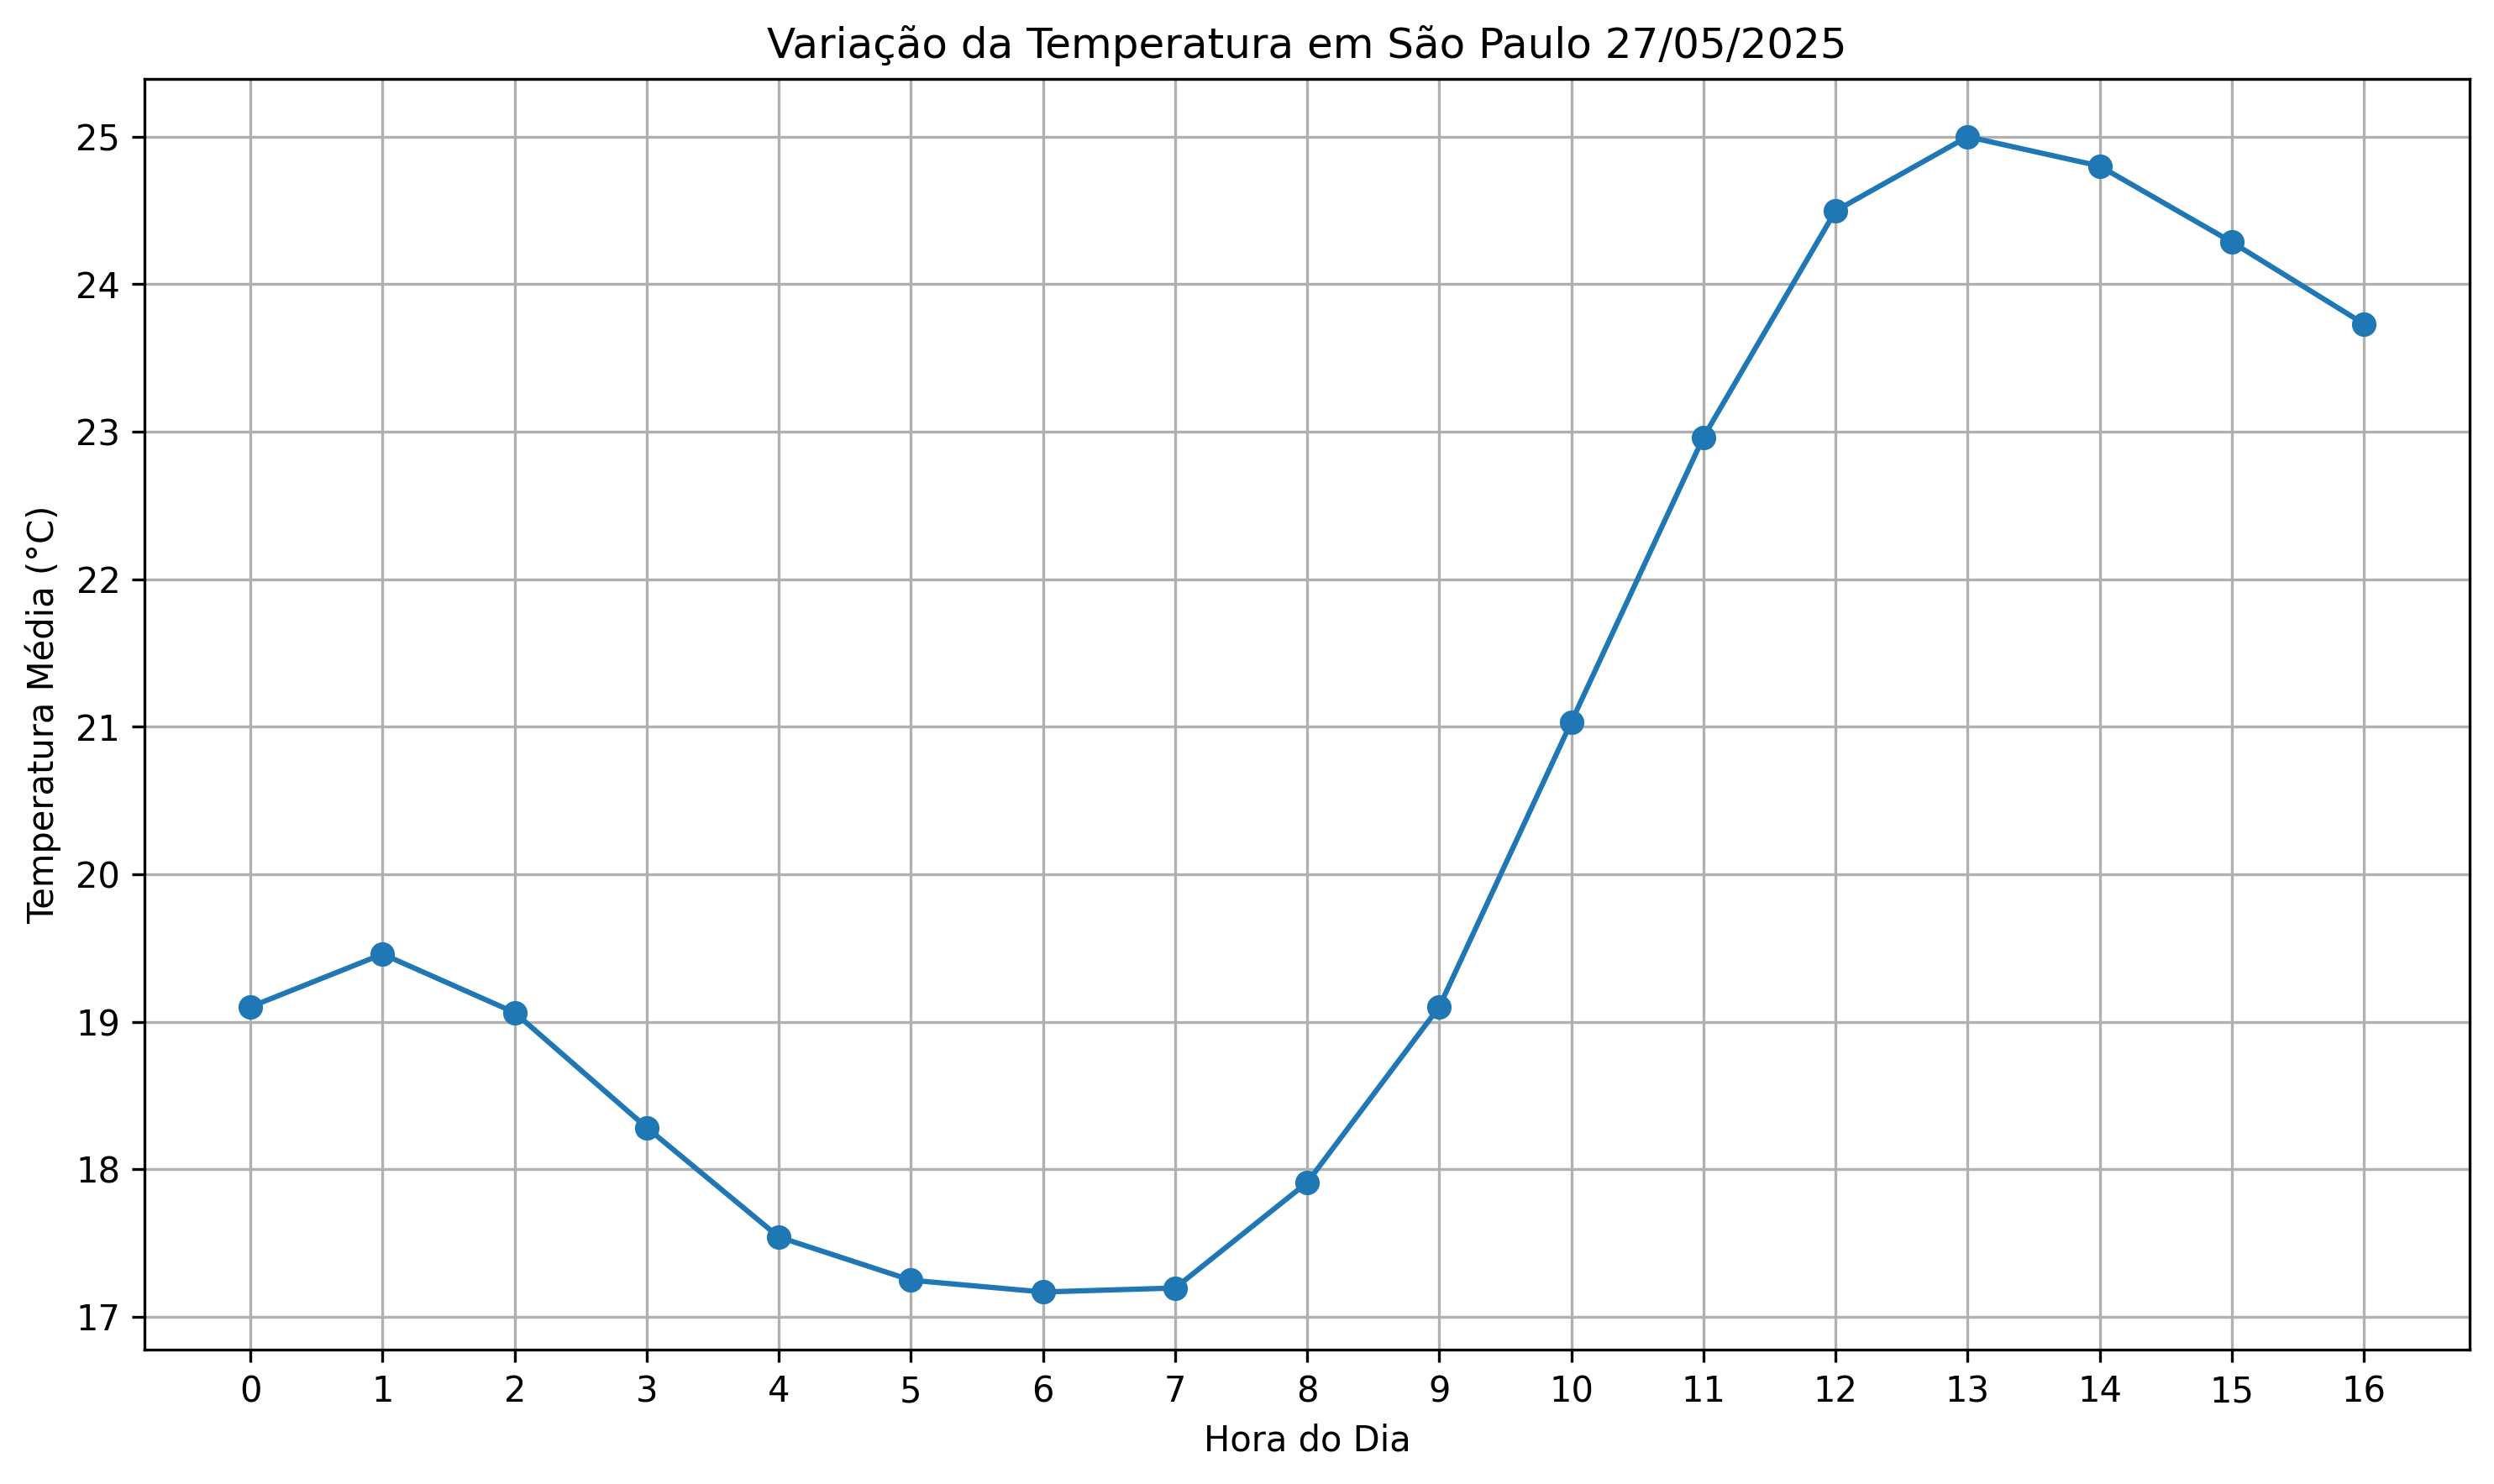 Variação da Temperatura em São Paulo 27/05/2025
25
24
23
22
21
20
19
18
17
Temperatura Média (°C)
0 1 2 3 4 5 6 7 8 9 10 11 12 13 14 15 16
Hora do Dia